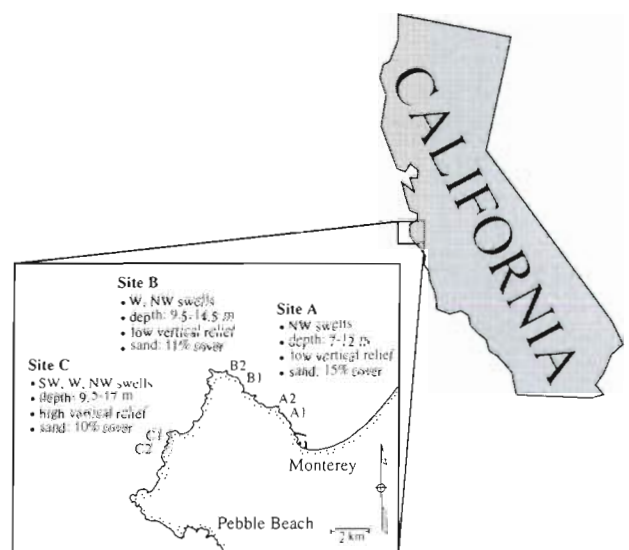 CALIFORNIA
Site B
• W, NW swells
• depth: 9.5-14.5 m
• low vertical relief
• sand: 11% cover
Site A
• NW swells
• depth: 7-12 m
• low vertical relief
• sand: 15% cover
Site C
• SW, W, NW swells
• depth: 9.5-17 m
• high vertical relief
• sand: 10% cover
B2
B1
A2
A1
C1
C2
Monterey
Pebble Beach
2 km